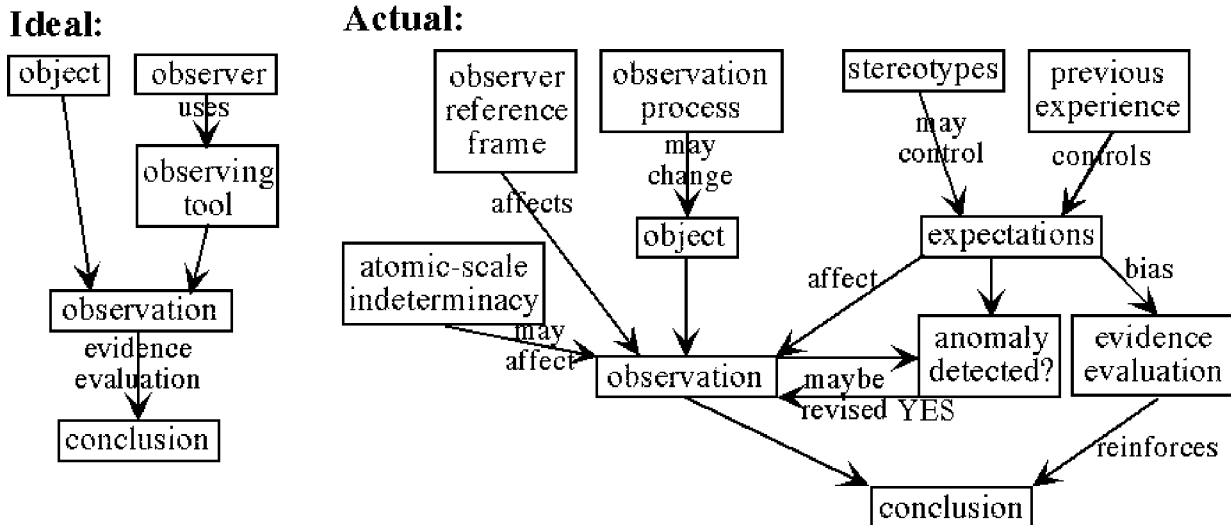 Ideal:
object
observer
uses
observing
tool
observation
evidence
evaluation
conclusion
Actual:
observer
reference
frame
observation
process
stereotypes
previous
experience
may
change
may
control
controls
affects
object
expectations
atomic-scale
indeterminacy
affect
bias
may
affect
observation
anomaly
detected?
evidence
evaluation
maybe
revised YES
reinforces
conclusion